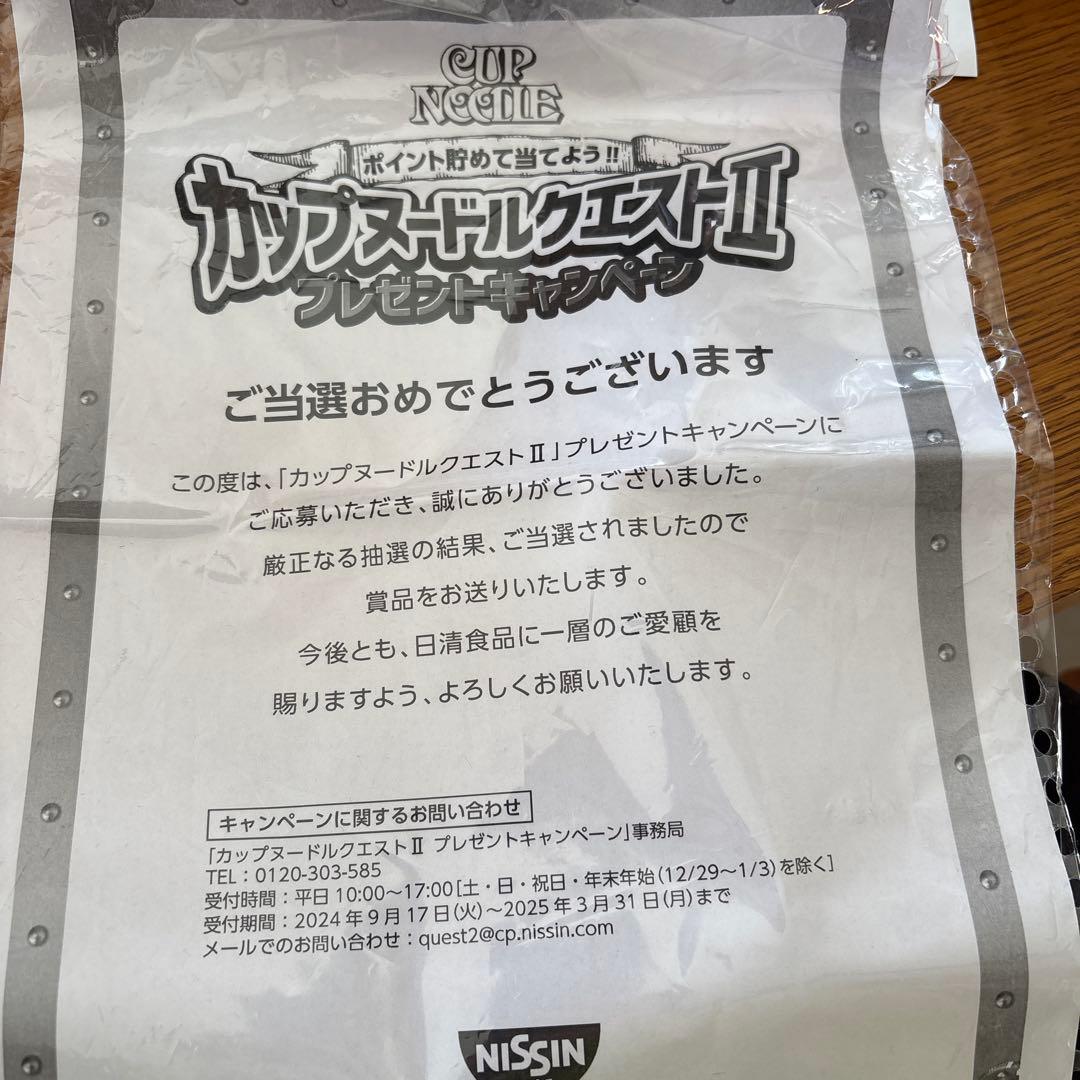 CUP
NOODLE
ポイント貯めて当てよう!!
カップヌードルクエストⅡ
プレゼントキャンペーン
ご当選おめでとうございます
この度は、「カップヌードルクエストⅡ」プレゼントキャンペーンに
ご応募いただき、誠にありがとうございました。
厳正なる抽選の結果、ご当選されましたので
賞品をお送りいたします。
今後とも、日清食品に一層のご愛顧を
賜りますよう、よろしくお願いいたします。
キャンペーンに関するお問い合わせ
「カップヌードルクエストⅡ プレゼントキャンペーン」事務局
TEL:0120-303-585
受付時間:平日10:00~17:00[土・日・祝日・年末年始(12/29~1/3)を除く]
受付期間:2024年9月17日(火)~2025年3月31日(月)まで
メールでのお問い合わせ:quest2@cp.nissin.com
NISSIN